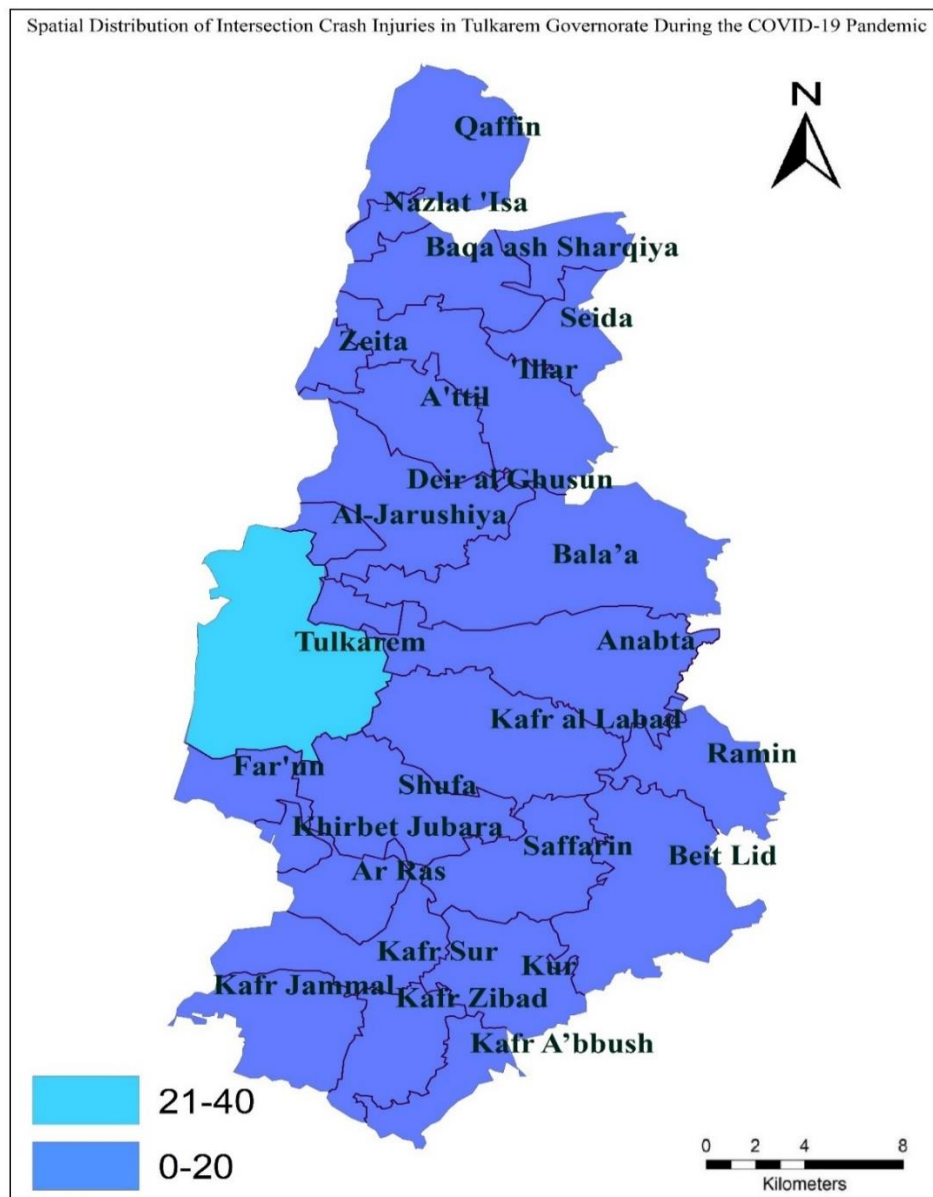 Spatial Distribution of Intersection Crash Injuries in Tulkarem Governorate During the COVID-19 Pandemic
N
Qaffin
Nazlat 'Isa
Baqa ash Sharqiya
Seida
Zeita
'Illar
A'ttil
Deir al Ghusun
Al-Jarushiya
Bala’a
Tulkarem
Anabta
Kafr al Labad
Ramin
Far'un
Shufa
Khirbet Jubara
Saffarin
Beit Lid
Ar Ras
Kafr Sur
Kur
Kafr Jammal
Kafr Zibad
Kafr A’bbush
21-40
0-20
0 2 4 8
Kilometers